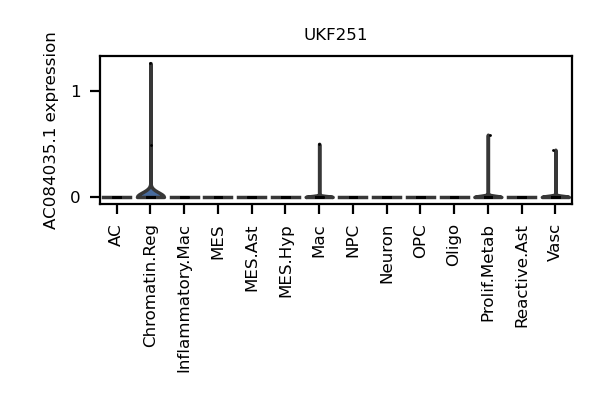 UKF251
AC084035.1 expression
1
0
AC
Chromatin.Reg
Inflammatory.Mac
MES
MES.Ast
MES.Hyp
Mac
NPC
Neuron
OPC
Oligo
Prolif.Metab
Reactive.Ast
Vasc